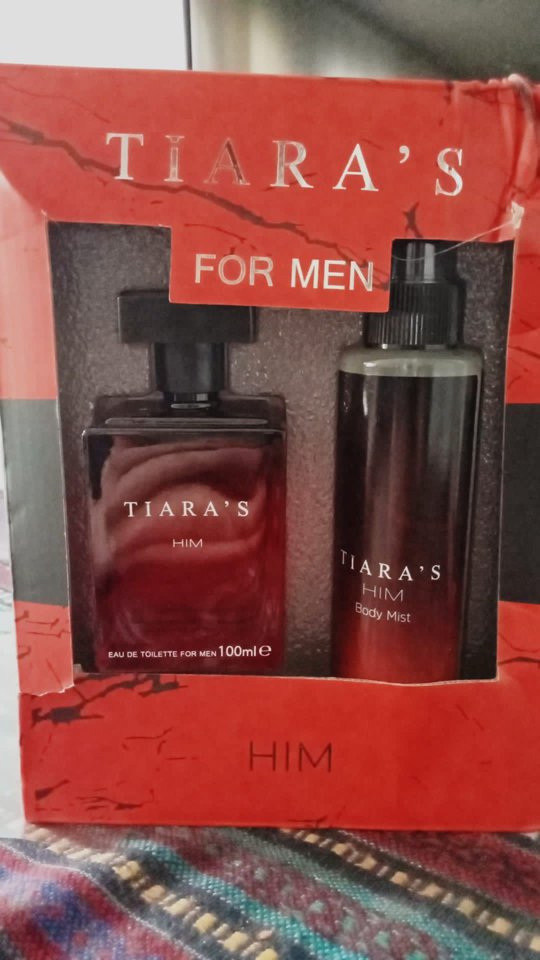 TIARA'S
FOR MEN
TIARA'S
HIM
EAU DE TOILETTE FOR MEN 100ml ℮
TIARA'S
HIM
Body Mist
HIM